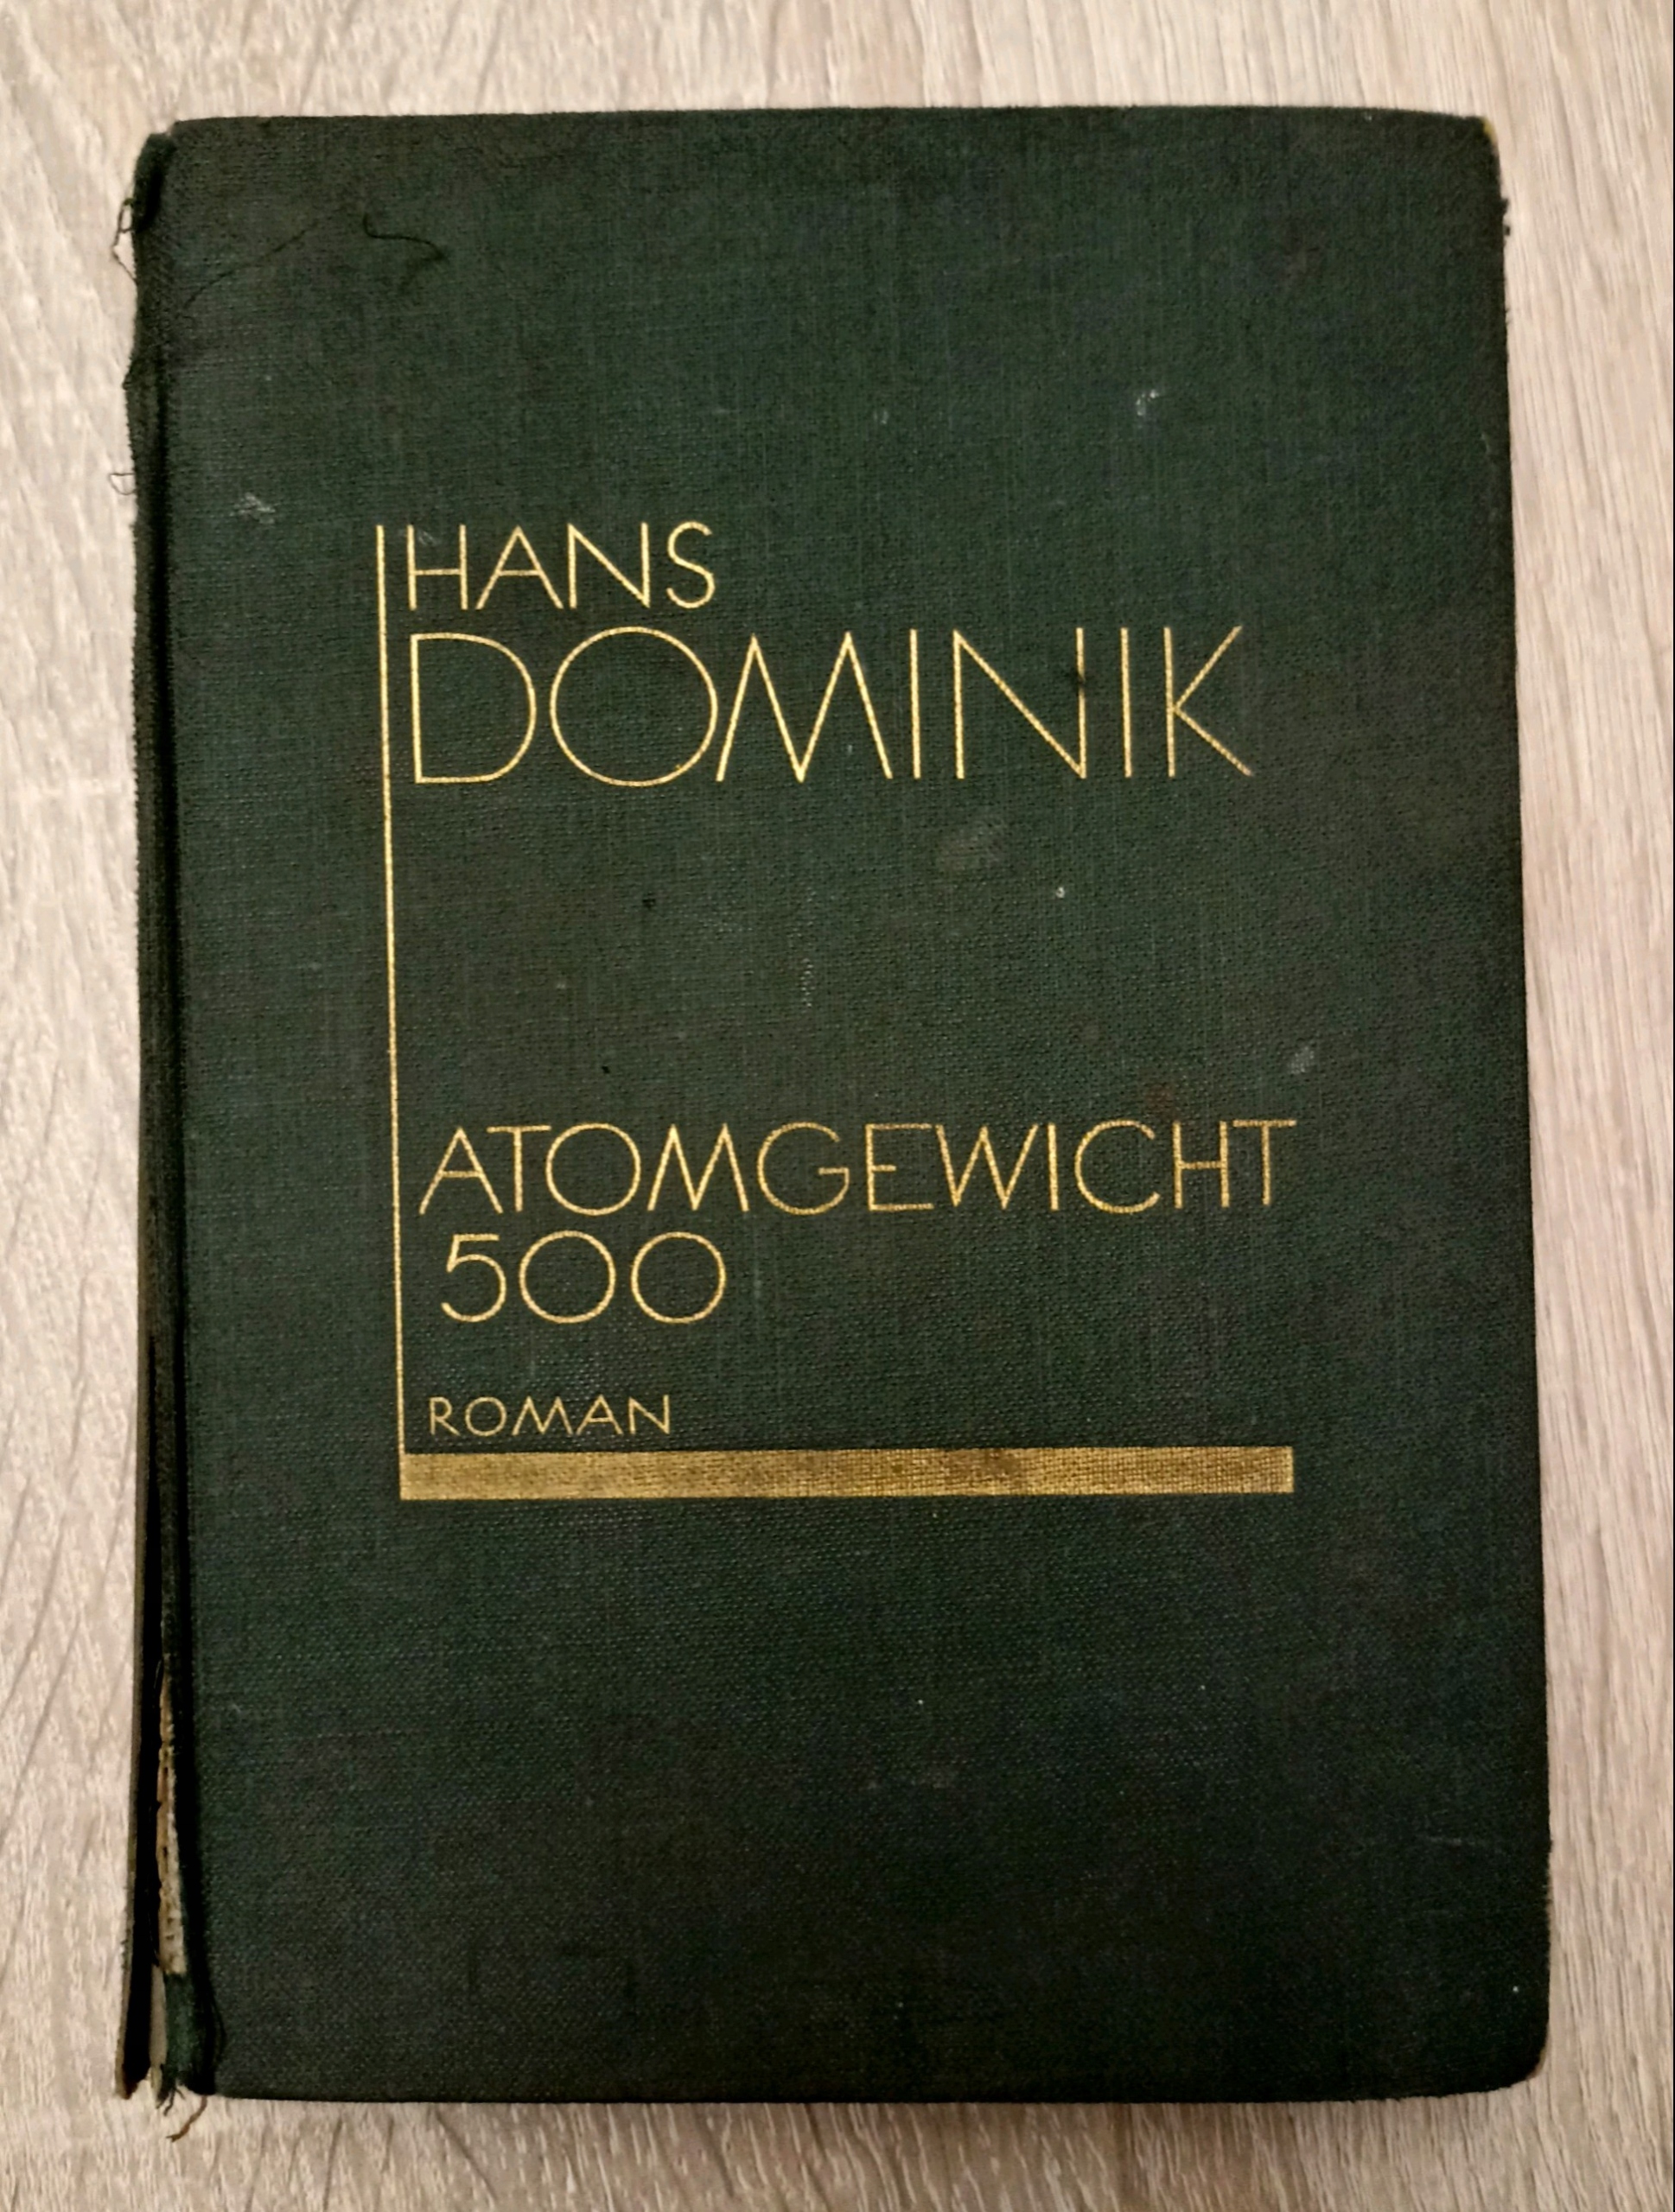 HANS
DOMINIK
ATOMGEWICHT
500
ROMAN